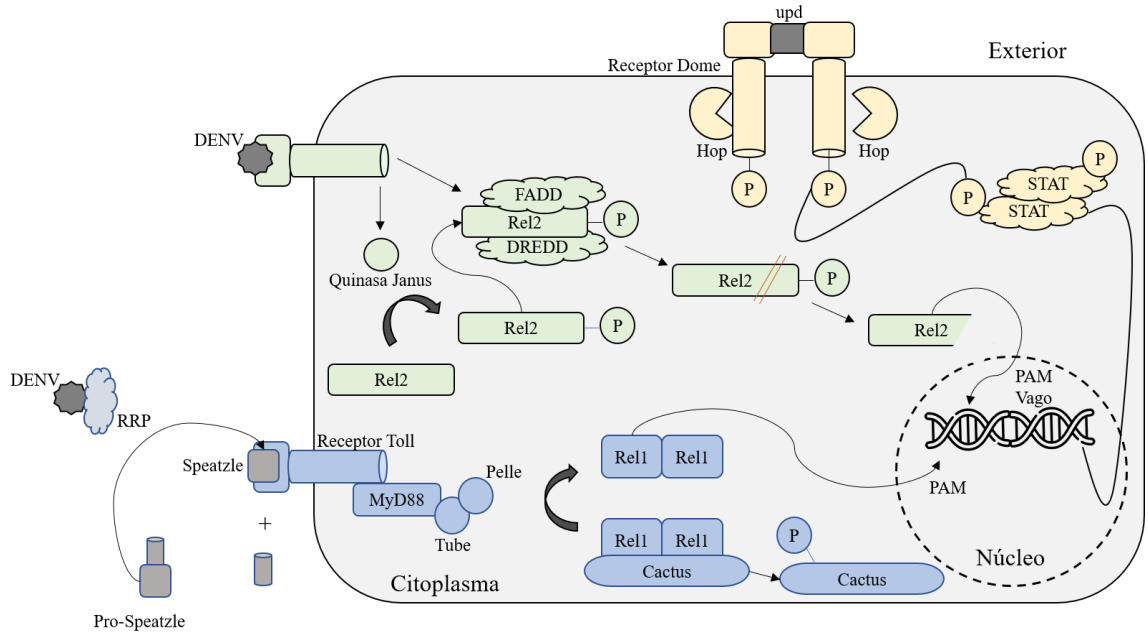 upd
Exterior
Receptor Dome
DENV
Hop
Hop
P
P
P
P
STAT
STAT
FADD
Rel2
P
DREDD
Quinasa Janus
Rel2
P
Rel2
P
Rel2
Rel2
DENV
RRP
PAM
Vago
Receptor Toll
Speatzle
MyD88
Pelle
Tube
+
Rel1
Rel1
PAM
Rel1
Rel1
Cactus
P
Cactus
Núcleo
Citoplasma
Pro-Speatzle